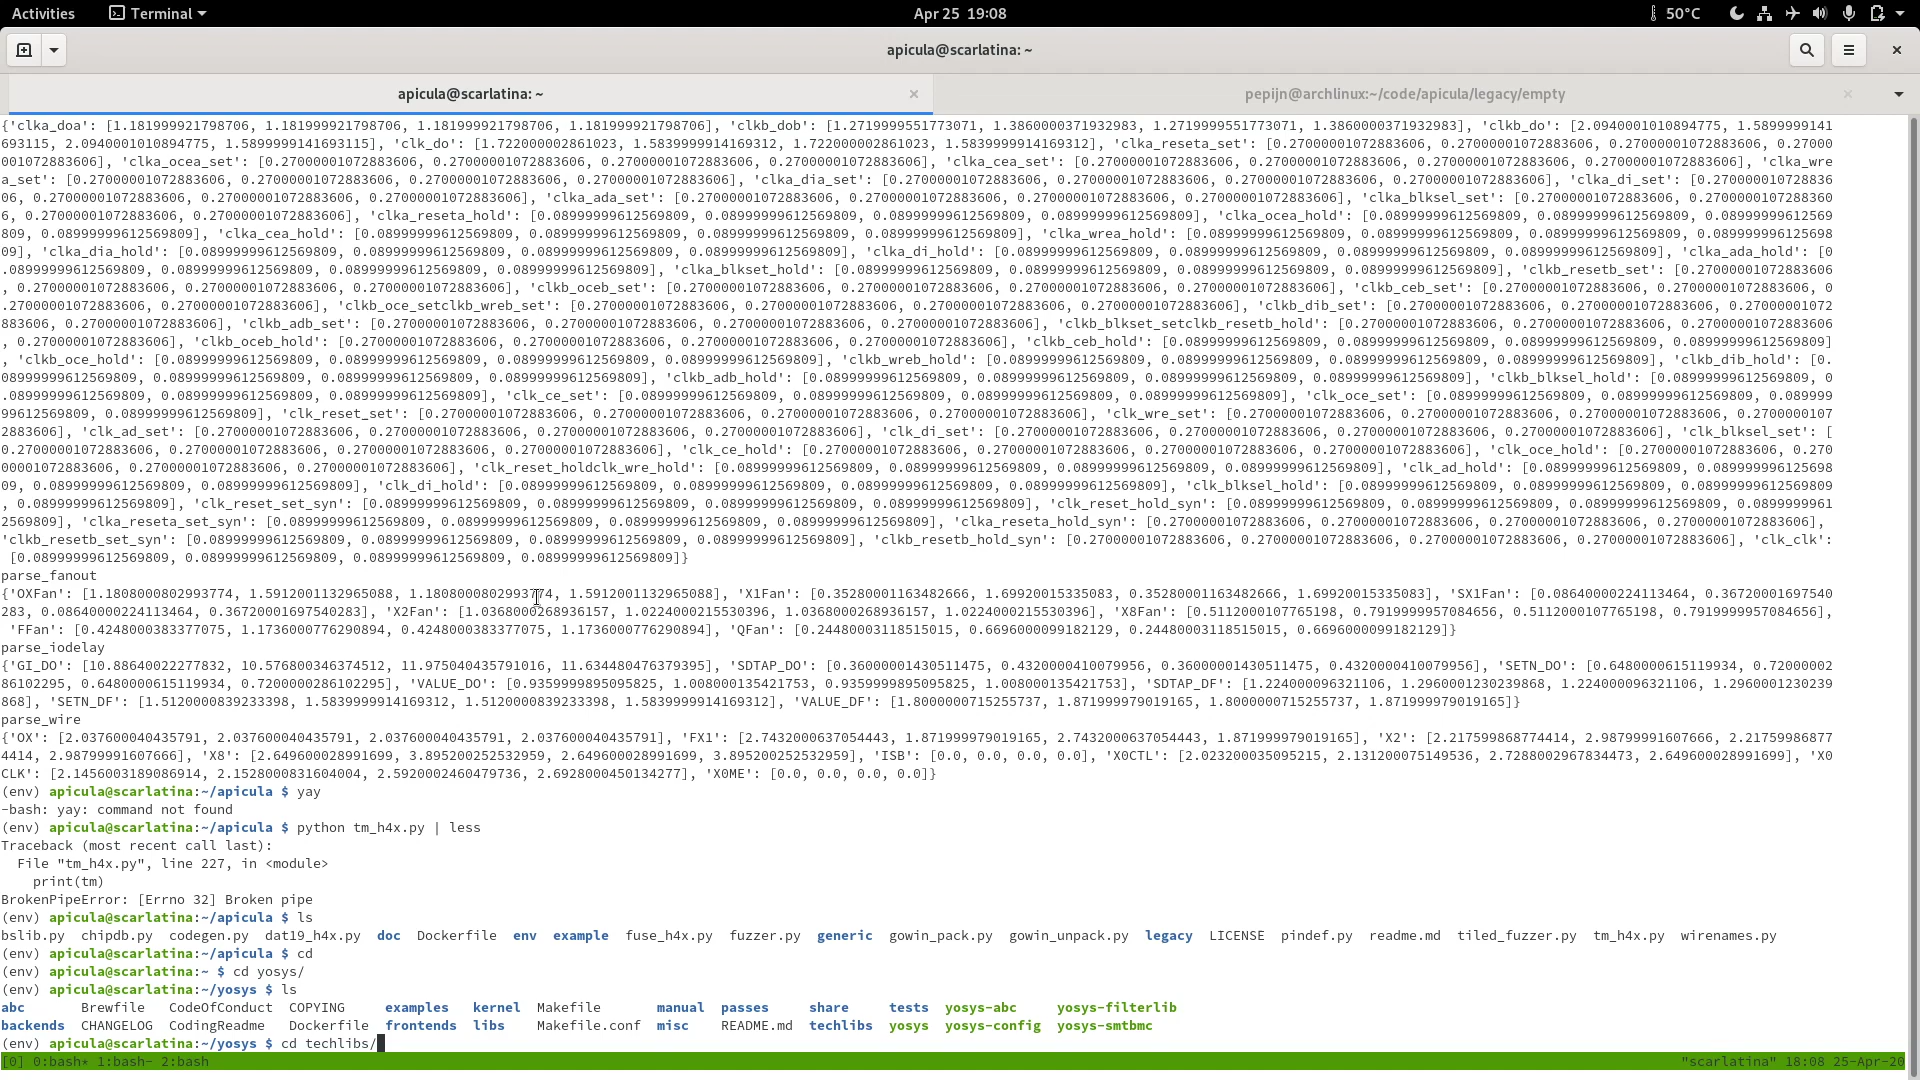 Activities Terminal Apr 25 19:08 50°C
apicula@scarlatina: ~
apicula@scarlatina: ~ × pepijn@archlinux:~/code/apicula/legacy/empty ×
{'clka_doa': [1.181999921798706, 1.181999921798706, 1.181999921798706, 1.181999921798706], 'clkb_dob': [1.2719999551773071, 1.3860000371932983, 1.2719999551773071, 1.3860000371932983], 'clkb_do': [2.0940001010894775, 1.5899999141
693115, 2.0940001010894775, 1.5899999141693115], 'clk_do': [1.722000002861023, 1.5839999914169312, 1.722000002861023, 1.5839999914169312], 'clka_reseta_set': [0.27000001072883606, 0.27000001072883606, 0.27000001072883606, 0.27000
001072883606], 'clka_ocea_set': [0.27000001072883606, 0.27000001072883606, 0.27000001072883606, 0.27000001072883606], 'clka_cea_set': [0.27000001072883606, 0.27000001072883606, 0.27000001072883606, 0.27000001072883606], 'clka_wre
a_set': [0.27000001072883606, 0.27000001072883606, 0.27000001072883606, 0.27000001072883606], 'clka_dia_set': [0.27000001072883606, 0.27000001072883606, 0.27000001072883606, 0.27000001072883606], 'clka_di_set': [0.270000010728836
06, 0.27000001072883606, 0.27000001072883606, 0.27000001072883606], 'clka_ada_set': [0.27000001072883606, 0.27000001072883606, 0.27000001072883606, 0.27000001072883606], 'clka_blksel_set': [0.27000001072883606, 0.2700000107288360
6, 0.27000001072883606, 0.27000001072883606], 'clka_reseta_hold': [0.08999999612569809, 0.08999999612569809, 0.08999999612569809, 0.08999999612569809], 'clka_ocea_hold': [0.08999999612569809, 0.08999999612569809, 0.08999999612569
809, 0.08999999612569809], 'clka_cea_hold': [0.08999999612569809, 0.08999999612569809, 0.08999999612569809, 0.08999999612569809], 'clka_wrea_hold': [0.08999999612569809, 0.08999999612569809, 0.08999999612569809, 0.089999996125698
09], 'clka_dia_hold': [0.08999999612569809, 0.08999999612569809, 0.08999999612569809, 0.08999999612569809], 'clka_di_hold': [0.08999999612569809, 0.08999999612569809, 0.08999999612569809, 0.08999999612569809], 'clka_ada_hold': [0
.08999999612569809, 0.08999999612569809, 0.08999999612569809, 0.08999999612569809], 'clka_blkset_hold': [0.08999999612569809, 0.08999999612569809, 0.08999999612569809, 0.08999999612569809], 'clkb_resetb_set': [0.27000001072883606
, 0.27000001072883606, 0.27000001072883606, 0.27000001072883606], 'clkb_oceb_set': [0.27000001072883606, 0.27000001072883606, 0.27000001072883606, 0.27000001072883606], 'clkb_ceb_set': [0.27000001072883606, 0.27000001072883606, 0
.27000001072883606, 0.27000001072883606], 'clkb_oce_setclkb_wreb_set': [0.27000001072883606, 0.27000001072883606, 0.27000001072883606, 0.27000001072883606], 'clkb_dib_set': [0.27000001072883606, 0.27000001072883606, 0.27000001072
883606, 0.27000001072883606], 'clkb_adb_set': [0.27000001072883606, 0.27000001072883606, 0.27000001072883606, 0.27000001072883606], 'clkb_blkset_setclkb_resetb_hold': [0.27000001072883606, 0.27000001072883606, 0.27000001072883606
, 0.27000001072883606], 'clkb_oceb_hold': [0.27000001072883606, 0.27000001072883606, 0.27000001072883606, 0.27000001072883606], 'clkb_ceb_hold': [0.08999999612569809, 0.08999999612569809, 0.08999999612569809, 0.08999999612569809]
, 'clkb_oce_hold': [0.08999999612569809, 0.08999999612569809, 0.08999999612569809, 0.08999999612569809], 'clkb_wreb_hold': [0.08999999612569809, 0.08999999612569809, 0.08999999612569809, 0.08999999612569809], 'clkb_dib_hold': [0.
08999999612569809, 0.08999999612569809, 0.08999999612569809, 0.08999999612569809], 'clkb_adb_hold': [0.08999999612569809, 0.08999999612569809, 0.08999999612569809, 0.08999999612569809], 'clkb_blksel_hold': [0.08999999612569809, 0
.08999999612569809, 0.08999999612569809, 0.08999999612569809], 'clk_ce_set': [0.08999999612569809, 0.08999999612569809, 0.08999999612569809, 0.08999999612569809], 'clk_oce_set': [0.08999999612569809, 0.08999999612569809, 0.089999
99612569809, 0.08999999612569809], 'clk_reset_set': [0.27000001072883606, 0.27000001072883606, 0.27000001072883606, 0.27000001072883606], 'clk_wre_set': [0.27000001072883606, 0.27000001072883606, 0.27000001072883606, 0.2700000107
2883606], 'clk_ad_set': [0.27000001072883606, 0.27000001072883606, 0.27000001072883606, 0.27000001072883606], 'clk_di_set': [0.27000001072883606, 0.27000001072883606, 0.27000001072883606, 0.27000001072883606], 'clk_blksel_set': [
0.27000001072883606, 0.27000001072883606, 0.27000001072883606, 0.27000001072883606], 'clk_ce_hold': [0.27000001072883606, 0.27000001072883606, 0.27000001072883606, 0.27000001072883606], 'clk_oce_hold': [0.27000001072883606, 0.270
00001072883606, 0.27000001072883606, 0.27000001072883606], 'clk_reset_holdclk_wre_hold': [0.08999999612569809, 0.08999999612569809, 0.08999999612569809, 0.08999999612569809], 'clk_ad_hold': [0.08999999612569809, 0.089999996125698
09, 0.08999999612569809, 0.08999999612569809], 'clk_di_hold': [0.08999999612569809, 0.08999999612569809, 0.08999999612569809, 0.08999999612569809], 'clk_blksel_hold': [0.08999999612569809, 0.08999999612569809, 0.08999999612569809
, 0.08999999612569809], 'clk_reset_set_syn': [0.08999999612569809, 0.08999999612569809, 0.08999999612569809, 0.08999999612569809], 'clk_reset_hold_syn': [0.08999999612569809, 0.08999999612569809, 0.08999999612569809, 0.0899999961
2569809], 'clka_reseta_set_syn': [0.08999999612569809, 0.08999999612569809, 0.08999999612569809, 0.08999999612569809], 'clka_reseta_hold_syn': [0.27000001072883606, 0.27000001072883606, 0.27000001072883606, 0.27000001072883606],
'clkb_resetb_set_syn': [0.08999999612569809, 0.08999999612569809, 0.08999999612569809, 0.08999999612569809], 'clkb_resetb_hold_syn': [0.27000001072883606, 0.27000001072883606, 0.27000001072883606, 0.27000001072883606], 'clk_clk':
[0.08999999612569809, 0.08999999612569809, 0.08999999612569809, 0.08999999612569809]}
parse_fanout
{'OXFan': [1.1808000802993774, 1.5912001132965088, 1.1808000802993774, 1.5912001132965088], 'X1Fan': [0.35280001163482666, 1.69920015335083, 0.35280001163482666, 1.69920015335083], 'SX1Fan': [0.08640000224113464, 0.36720001697540
283, 0.08640000224113464, 0.36720001697540283], 'X2Fan': [1.0368000268936157, 1.0224000215530396, 1.0368000268936157, 1.0224000215530396], 'X8Fan': [0.5112000107765198, 0.7919999957084656, 0.5112000107765198, 0.7919999957084656],
'FFan': [0.4248000383377075, 1.1736000776290894, 0.4248000383377075, 1.1736000776290894], 'QFan': [0.24480003118515015, 0.6696000099182129, 0.24480003118515015, 0.6696000099182129]}
parse_iodelay
{'GI_DO': [10.88640022277832, 10.576800346374512, 11.975040435791016, 11.634480476379395], 'SDTAP_DO': [0.36000001430511475, 0.4320000410079956, 0.36000001430511475, 0.4320000410079956], 'SETN_DO': [0.6480000615119934, 0.72000002
86102295, 0.6480000615119934, 0.7200000286102295], 'VALUE_DO': [0.9359999895095825, 1.008000135421753, 0.9359999895095825, 1.008000135421753], 'SDTAP_DF': [1.224000096321106, 1.2960001230239868, 1.224000096321106, 1.2960001230239
868], 'SETN_DF': [1.5120000839233398, 1.5839999914169312, 1.5120000839233398, 1.5839999914169312], 'VALUE_DF': [1.8000000715255737, 1.871999979019165, 1.8000000715255737, 1.871999979019165]}
parse_wire
{'OX': [2.037600040435791, 2.037600040435791, 2.037600040435791, 2.037600040435791], 'FX1': [2.7432000637054443, 1.871999979019165, 2.7432000637054443, 1.871999979019165], 'X2': [2.217599868774414, 2.98799991607666, 2.21759986877
4414, 2.98799991607666], 'X8': [2.649600028991699, 3.895200252532959, 2.649600028991699, 3.895200252532959], 'ISB': [0.0, 0.0, 0.0, 0.0], 'X0CTL': [2.023200035095215, 2.131200075149536, 2.7288002967834473, 2.649600028991699], 'X0
CLK': [2.1456003189086914, 2.1528000831604004, 2.5920002460479736, 2.6928000450134277], 'X0ME': [0.0, 0.0, 0.0, 0.0]}
(env) apicula@scarlatina:~/apicula $ yay
-bash: yay: command not found
(env) apicula@scarlatina:~/apicula $ python tm_h4x.py | less
Traceback (most recent call last):
  File "tm_h4x.py", line 227, in <module>
    print(tm)
BrokenPipeError: [Errno 32] Broken pipe
(env) apicula@scarlatina:~/apicula $ ls
bslib.py chipdb.py codegen.py dat19_h4x.py doc Dockerfile env example fuse_h4x.py fuzzer.py generic gowin_pack.py gowin_unpack.py legacy LICENSE pindef.py readme.md tiled_fuzzer.py tm_h4x.py wirenames.py
(env) apicula@scarlatina:~/apicula $ cd
(env) apicula@scarlatina:~ $ cd yosys/
(env) apicula@scarlatina:~/yosys $ ls
abc Brewfile CodeOfConduct COPYING examples kernel Makefile manual passes share tests yosys-abc yosys-filterlib
backends CHANGELOG CodingReadme Dockerfile frontends libs Makefile.conf misc README.md techlibs yosys yosys-config yosys-smtbmc
(env) apicula@scarlatina:~/yosys $ cd techlibs/
[0] 0:bash* 1:bash- 2:bash "scarlatina" 18:08 25-Apr-20